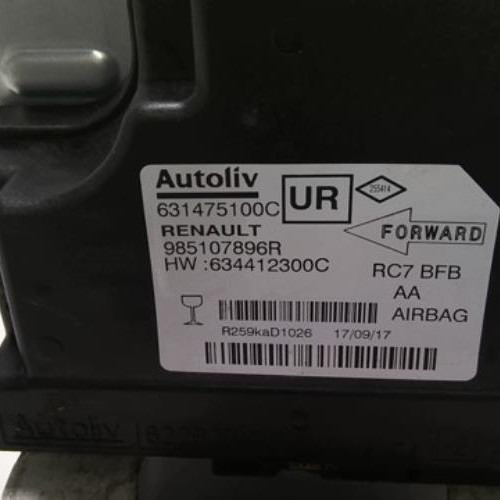 Autoliv
631475100C
UR
255414
RENAULT
985107896R
FORWARD
HW :634412300C
RC7 BFB
AA
AIRBAG
R259kaD1026 17/09/17
Autoliv